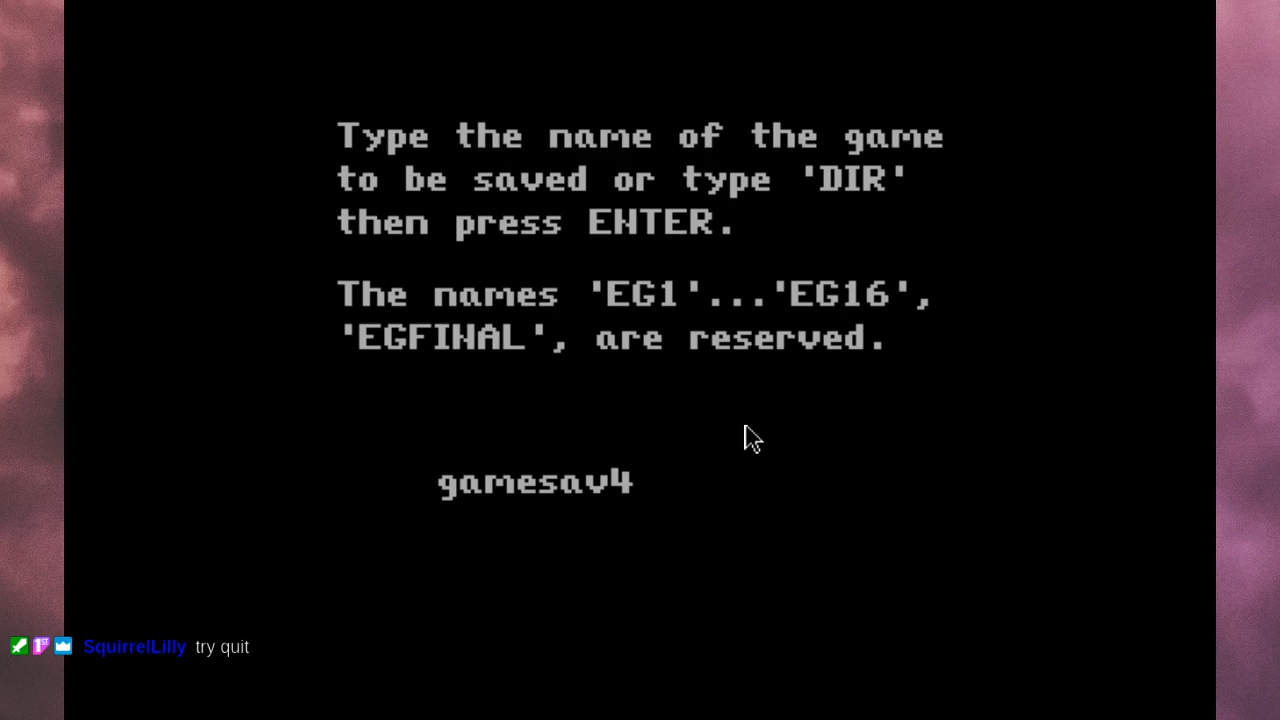 Type the name of the game
to be saved or type 'DIR'
then press ENTER.
The names 'EG1'...'EG16',
'EGFINAL', are reserved.
gamesav4
1ST SquirrelLilly try quit